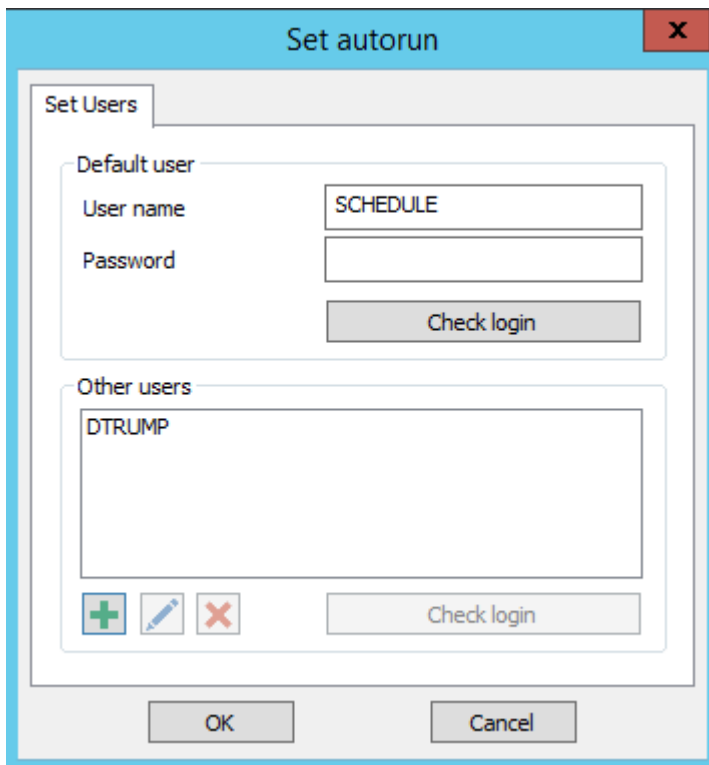 Set autorun
x
Set Users
Default user
User name
SCHEDULE
Password
Check login
Other users
DTRUMP
Check login
OK
Cancel